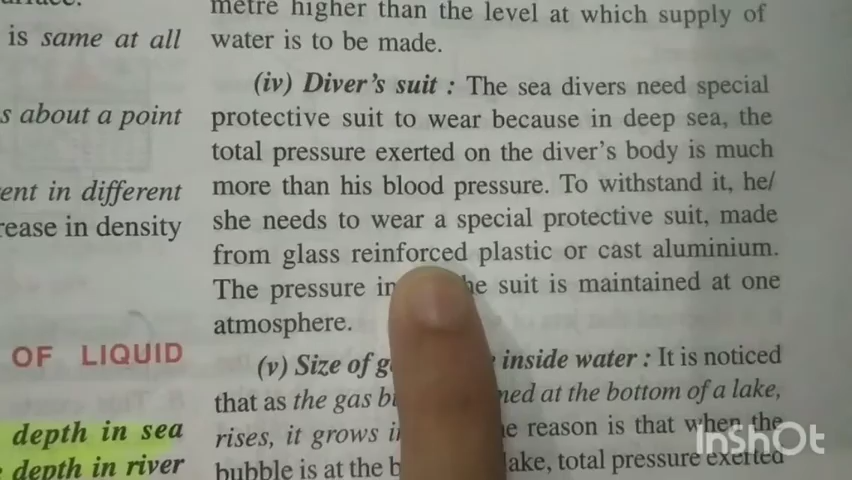 is same at all
s about a point
ent in different
rease in density
OF LIQUID
depth in sea
depth in river
metre higher than the level at which supply of
water is to be made.
(iv) Diver's suit : The sea divers need special
protective suit to wear because in deep sea, the
total pressure exerted on the diver's body is much
more than his blood pressure. To withstand it, he/
she needs to wear a special protective suit, made
from glass reinforced plastic or cast aluminium.
The pressure in he suit is maintained at one
atmosphere.
(v) Size of g inside water : It is noticed
that as the gas b ned at the bottom of a lake,
rises, it grows i e reason is that when the
bubble is at the b lake, total pressure exerted
InShOt